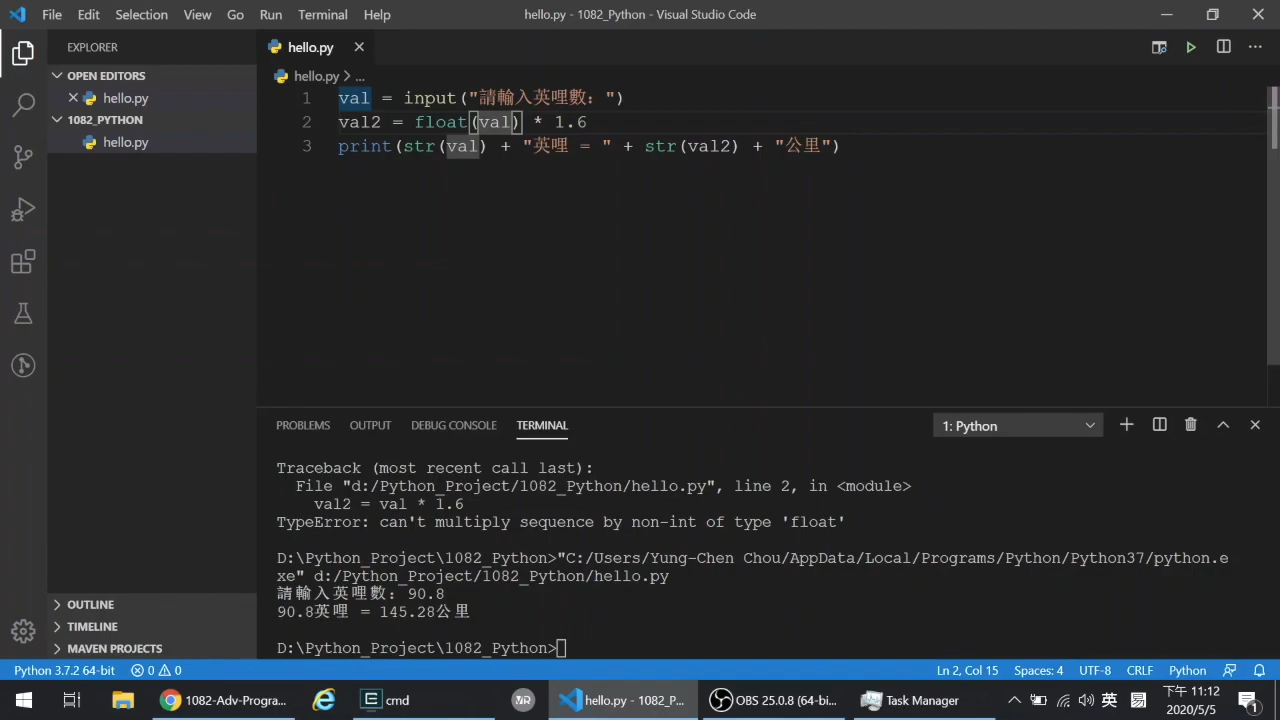 File Edit Selection View Go Run Terminal Help hello.py - 1082_Python - Visual Studio Code
EXPLORER
OPEN EDITORS
hello.py
1082_PYTHON
hello.py
OUTLINE
TIMELINE
MAVEN PROJECTS
hello.py
hello.py > ...
1 val = input("請輸入英哩數: ")
2 val2 = float(val) * 1.6
3 print(str(val) + "英哩 = " + str(val2) + "公里")
PROBLEMS OUTPUT DEBUG CONSOLE TERMINAL 1: Python
Traceback (most recent call last):
File "d:/Python_Project/1082_Python/hello.py", line 2, in <module>
val2 = val * 1.6
TypeError: can't multiply sequence by non-int of type 'float'
D:\Python_Project\1082_Python>"C:/Users/Yung-Chen Chou/AppData/Local/Programs/Python/Python37/python.e
xe" d:/Python_Project/1082_Python/hello.py
請輸入英哩數: 90.8
90.8英哩 = 145.28公里
D:\Python_Project\1082_Python>
Python 3.7.2 64-bit 0 0 Ln 2, Col 15 Spaces: 4 UTF-8 CRLF Python
1082-Adv-Progra... cmd hello.py - 1082_P... OBS 25.0.8 (64-bi... Task Manager 英 下午 11:12
2020/5/5 1